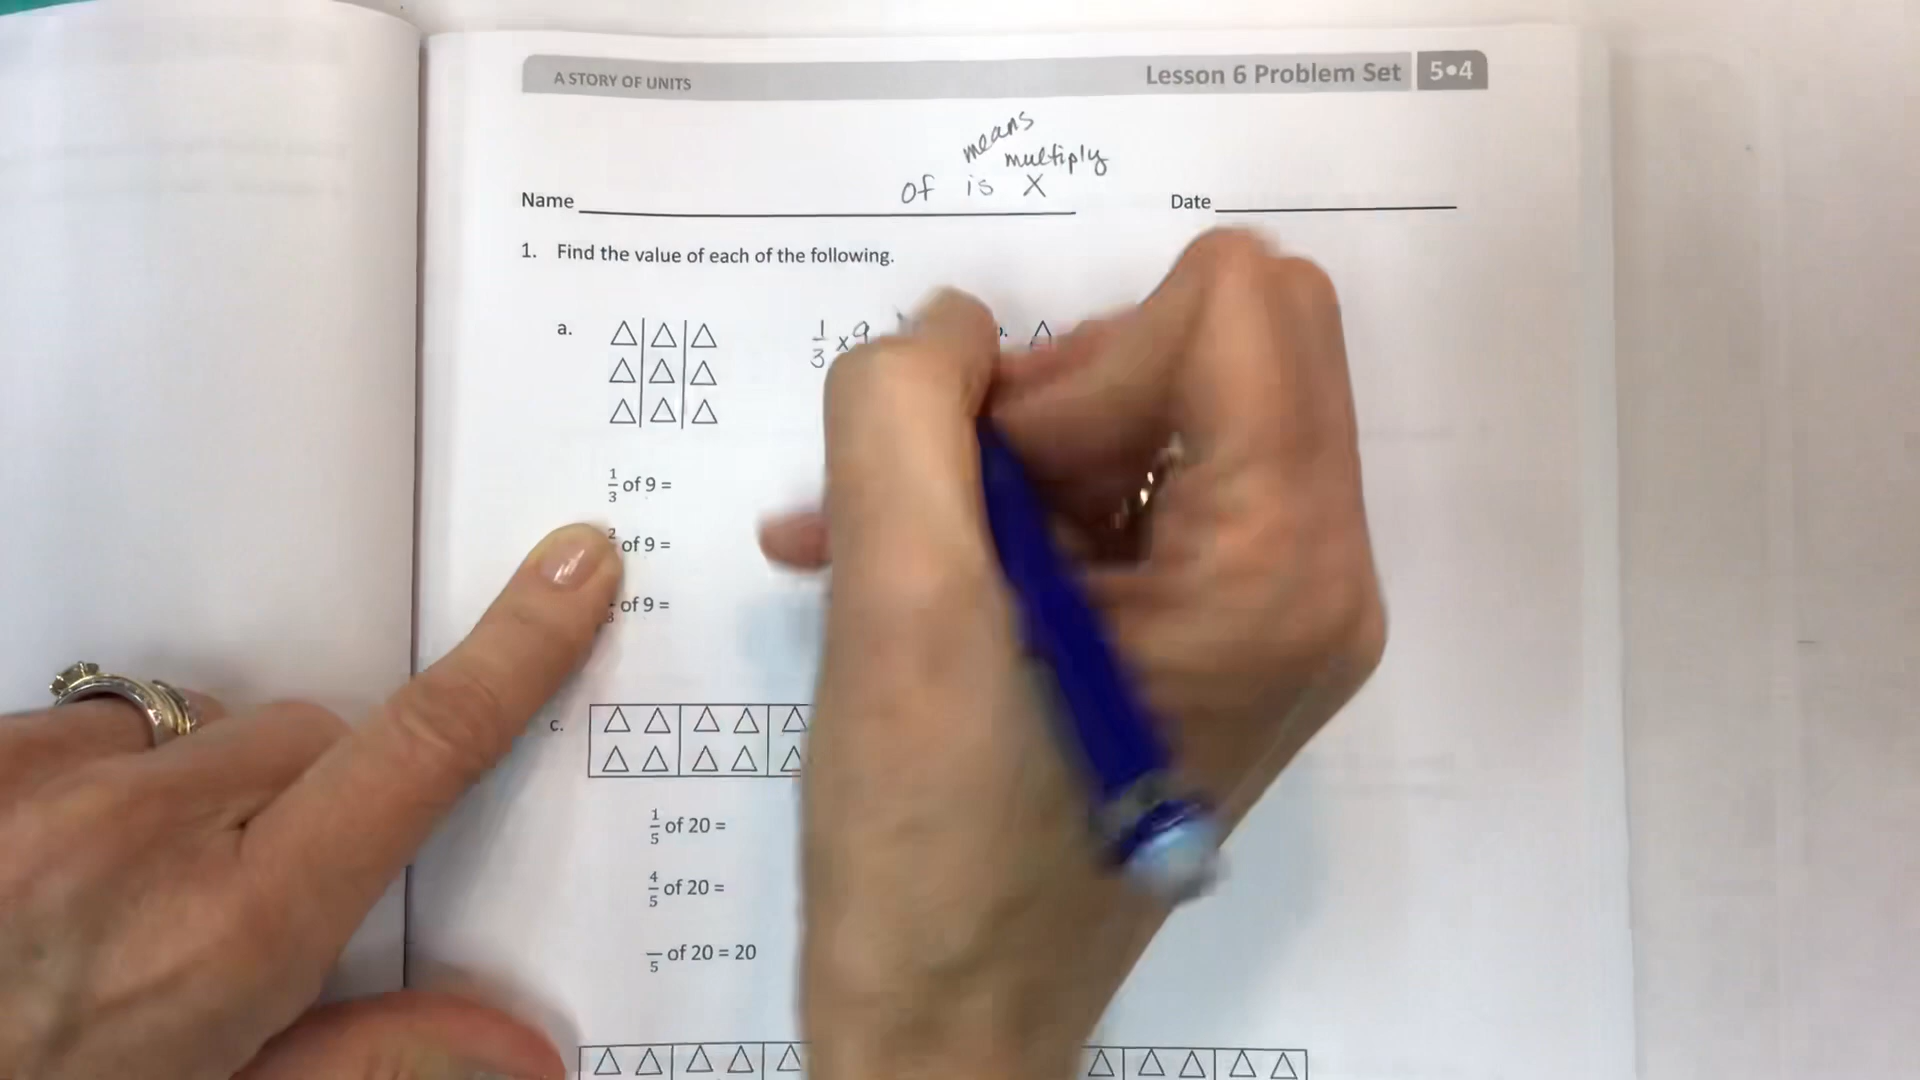 A STORY OF UNITS
Lesson 6 Problem Set 5•4
means
multiply
of is X
Name
Date
1. Find the value of each of the following.
a.
1/3 x 9
1/3 of 9 =
2 of 9 =
of 9 =
c.
1/5 of 20 =
4/5 of 20 =
/5 of 20 = 20